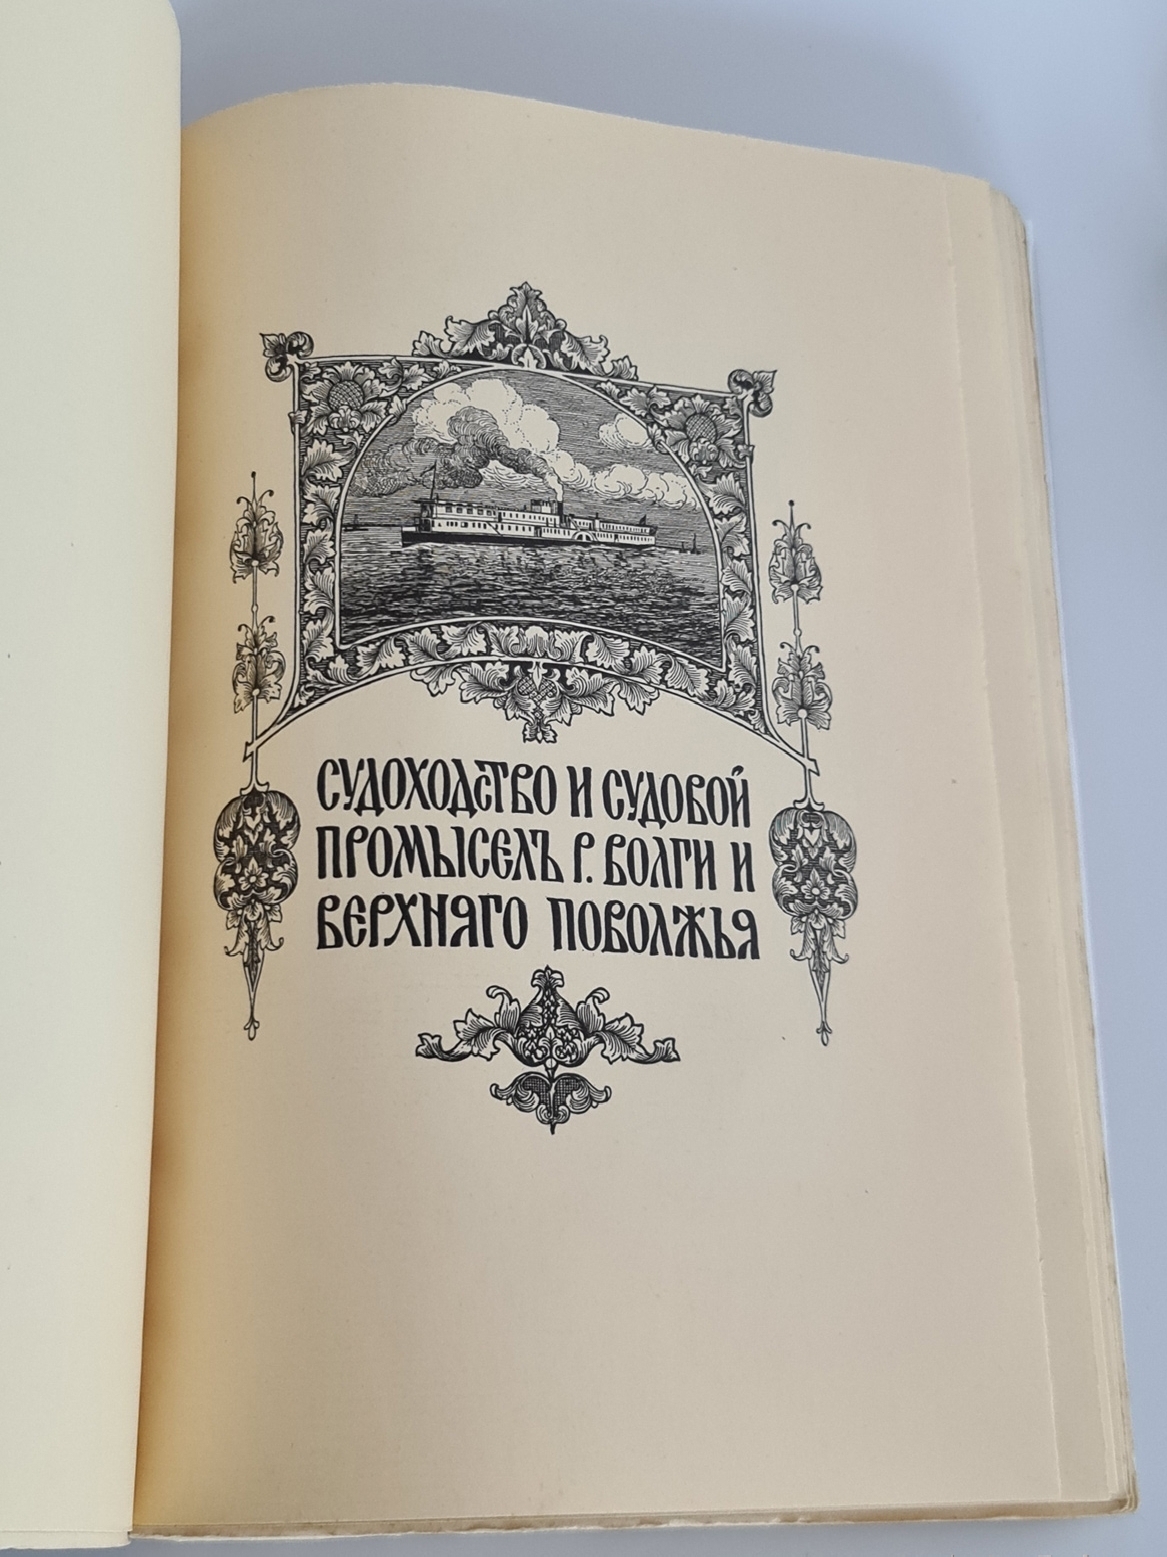 СУДОХОДСТВО И СУДОВОЙ
ПРОМЫСЕЛЪ Р. ВОЛГИ И
ВЕРХНЯГО ПОВОЛЖЬЯ